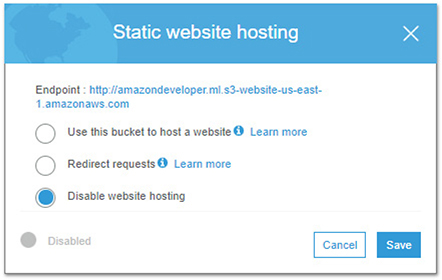 Static website hosting
Endpoint : http://amazondeveloper.ml.s3-website-us-east-
1.amazonaws.com
Use this bucket to host a website Learn more
Redirect requests Learn more
Disable website hosting
Disabled
Cancel Save